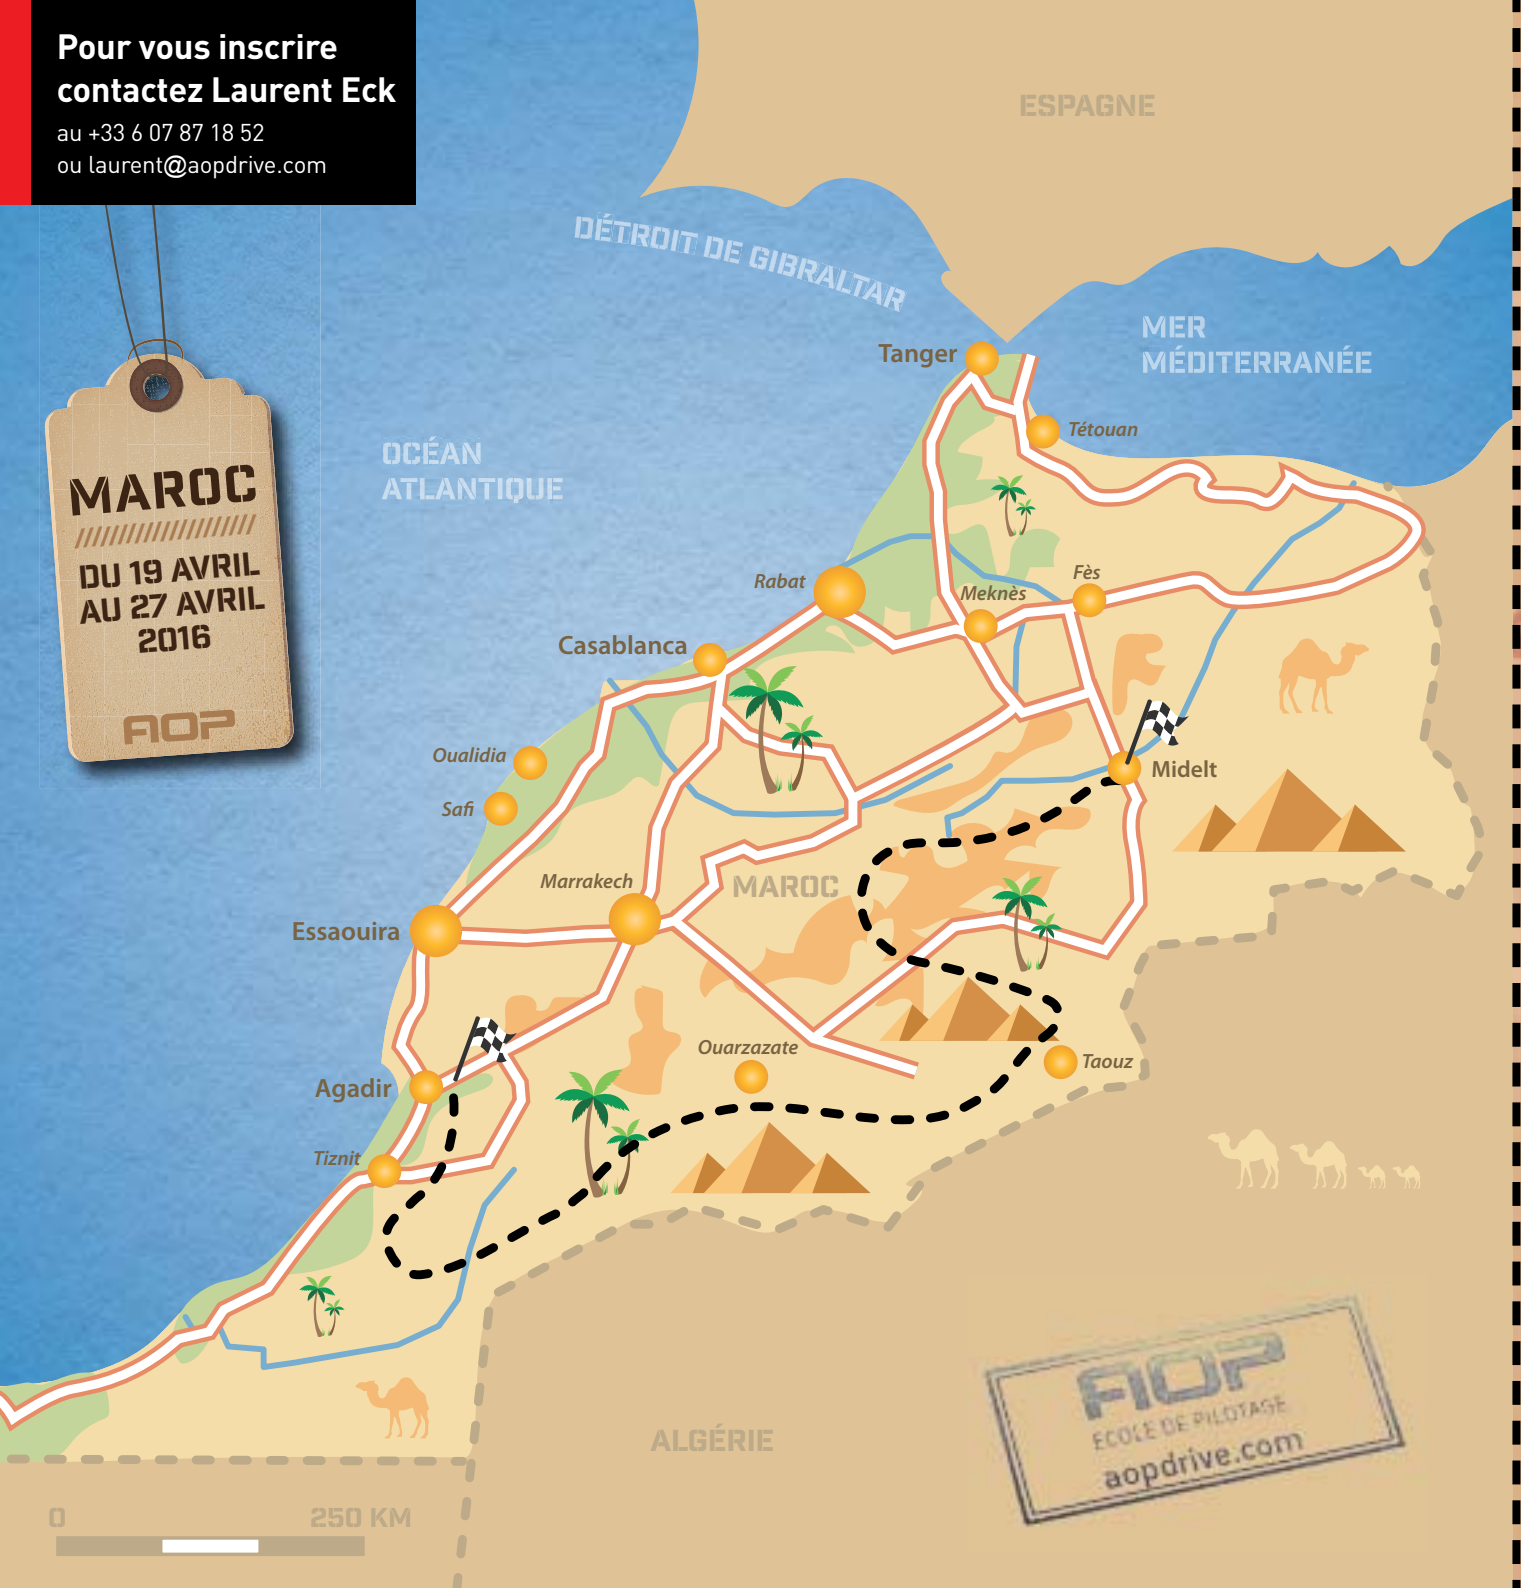 Pour vous inscrire
contactez Laurent Eck
au +33 6 07 87 18 52
ou laurent@aopdrive.com
ESPAGNE
DÉTROIT DE GIBRALTAR
MER
MÉDITERRANÉE
Tanger
Tétouan
OCÉAN
ATLANTIQUE
MAROC
DU 19 AVRIL
AU 27 AVRIL
2016
AOP
Rabat
Fès
Meknès
Casablanca
Oualidia
Midelt
Safi
Marrakech
MAROC
Essaouira
Ouarzazate
Taouz
Agadir
Tiznit
ALGÉRIE
AOP
ECOLE DE PILOTAGE
aopdrive.com
0
250 KM